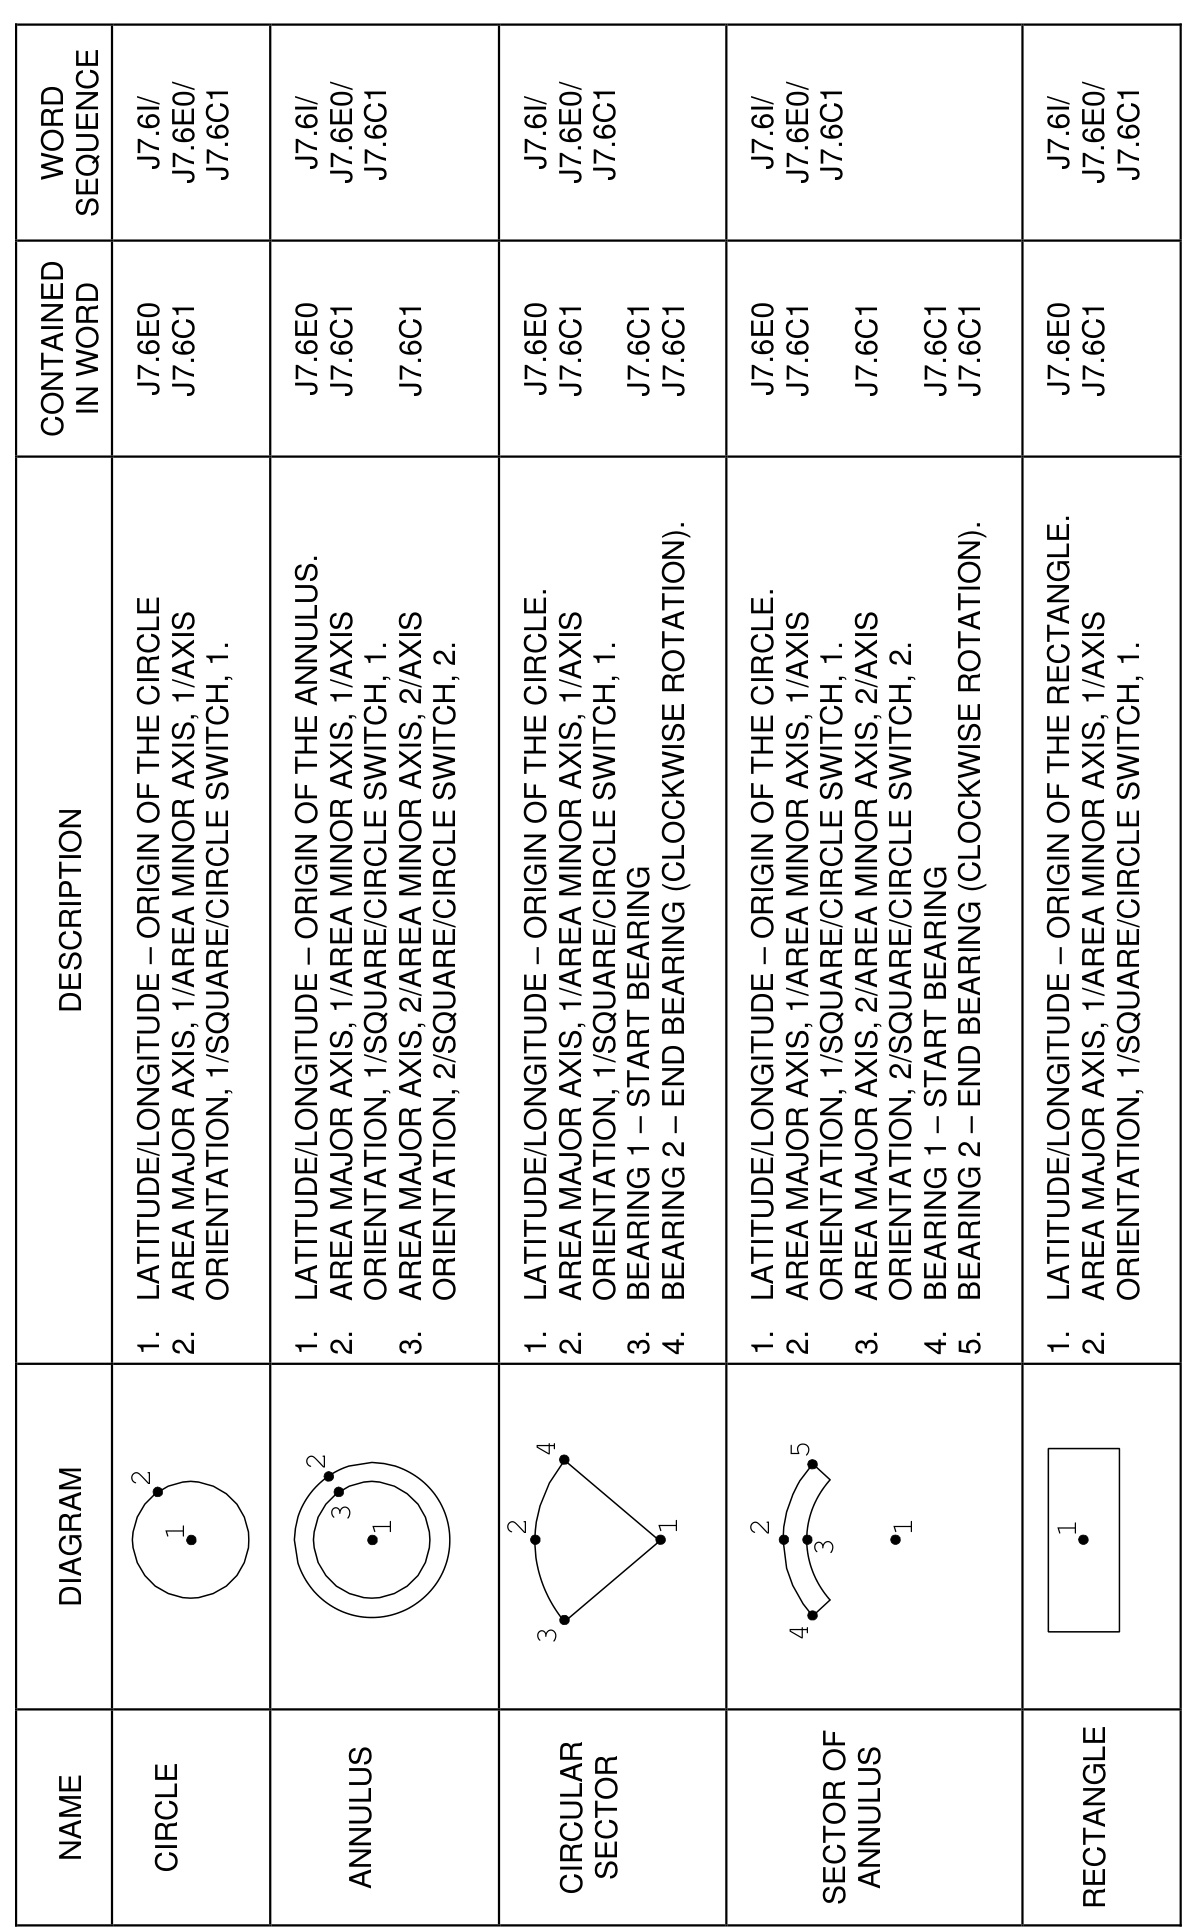 NAME
DIAGRAM
DESCRIPTION
CONTAINED
IN WORD
WORD
SEQUENCE
CIRCLE
1
2
1. LATITUDE/LONGITUDE – ORIGIN OF THE CIRCLE
2. AREA MAJOR AXIS, 1/AREA MINOR AXIS, 1/AXIS
ORIENTATION, 1/SQUARE/CIRCLE SWITCH, 1.
J7.6E0
J7.6C1
J7.6I/
J7.6E0/
J7.6C1
ANNULUS
1
2
3
1. LATITUDE/LONGITUDE – ORIGIN OF THE ANNULUS.
2. AREA MAJOR AXIS, 1/AREA MINOR AXIS, 1/AXIS
ORIENTATION, 1/SQUARE/CIRCLE SWITCH, 1.
3. AREA MAJOR AXIS, 2/AREA MINOR AXIS, 2/AXIS
ORIENTATION, 2/SQUARE/CIRCLE SWITCH, 2.
J7.6E0
J7.6C1
J7.6C1
J7.6I/
J7.6E0/
J7.6C1
CIRCULAR
SECTOR
2
3
4
1
1. LATITUDE/LONGITUDE – ORIGIN OF THE CIRCLE.
2. AREA MAJOR AXIS, 1/AREA MINOR AXIS, 1/AXIS
ORIENTATION, 1/SQUARE/CIRCLE SWITCH, 1.
3. BEARING 1 – START BEARING
4. BEARING 2 – END BEARING (CLOCKWISE ROTATION).
J7.6E0
J7.6C1
J7.6C1
J7.6C1
J7.6I/
J7.6E0/
J7.6C1
SECTOR OF
ANNULUS
2
4
5
3
1
1. LATITUDE/LONGITUDE – ORIGIN OF THE CIRCLE.
2. AREA MAJOR AXIS, 1/AREA MINOR AXIS, 1/AXIS
ORIENTATION, 1/SQUARE/CIRCLE SWITCH, 1.
3. AREA MAJOR AXIS, 2/AREA MINOR AXIS, 2/AXIS
ORIENTATION, 2/SQUARE/CIRCLE SWITCH, 2.
4. BEARING 1 – START BEARING
5. BEARING 2 – END BEARING (CLOCKWISE ROTATION).
J7.6E0
J7.6C1
J7.6C1
J7.6C1
J7.6C1
J7.6I/
J7.6E0/
J7.6C1
RECTANGLE
1
1. LATITUDE/LONGITUDE – ORIGIN OF THE RECTANGLE.
2. AREA MAJOR AXIS, 1/AREA MINOR AXIS, 1/AXIS
ORIENTATION, 1/SQUARE/CIRCLE SWITCH, 1.
J7.6E0
J7.6C1
J7.6I/
J7.6E0/
J7.6C1